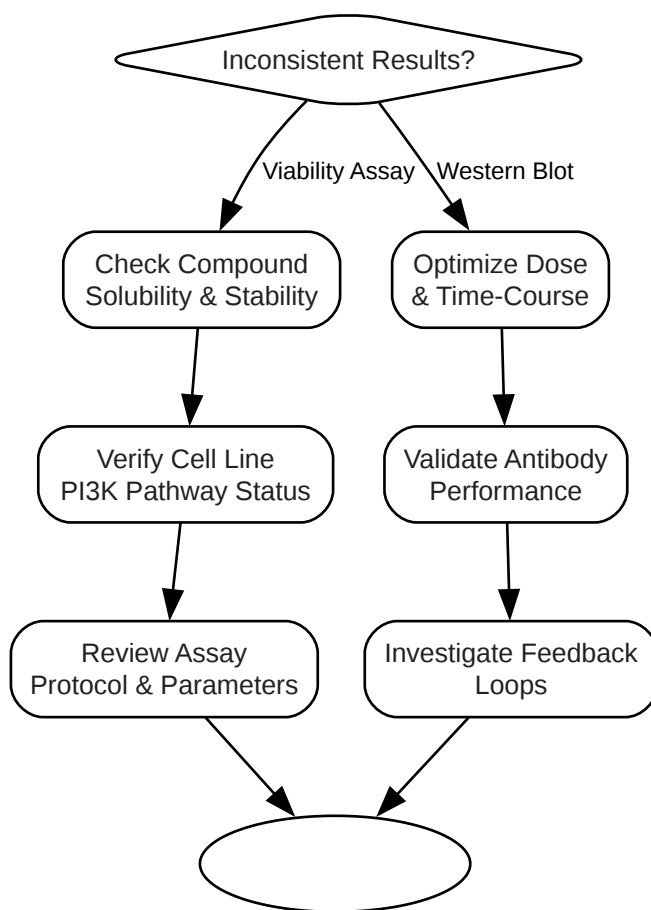 Inconsistent Results?
Viability Assay
Western Blot
Check Compound
Solubility & Stability
Optimize Dose
& Time-Course
Verify Cell Line
PI3K Pathway Status
Validate Antibody
Performance
Review Assay
Protocol & Parameters
Investigate Feedback
Loops